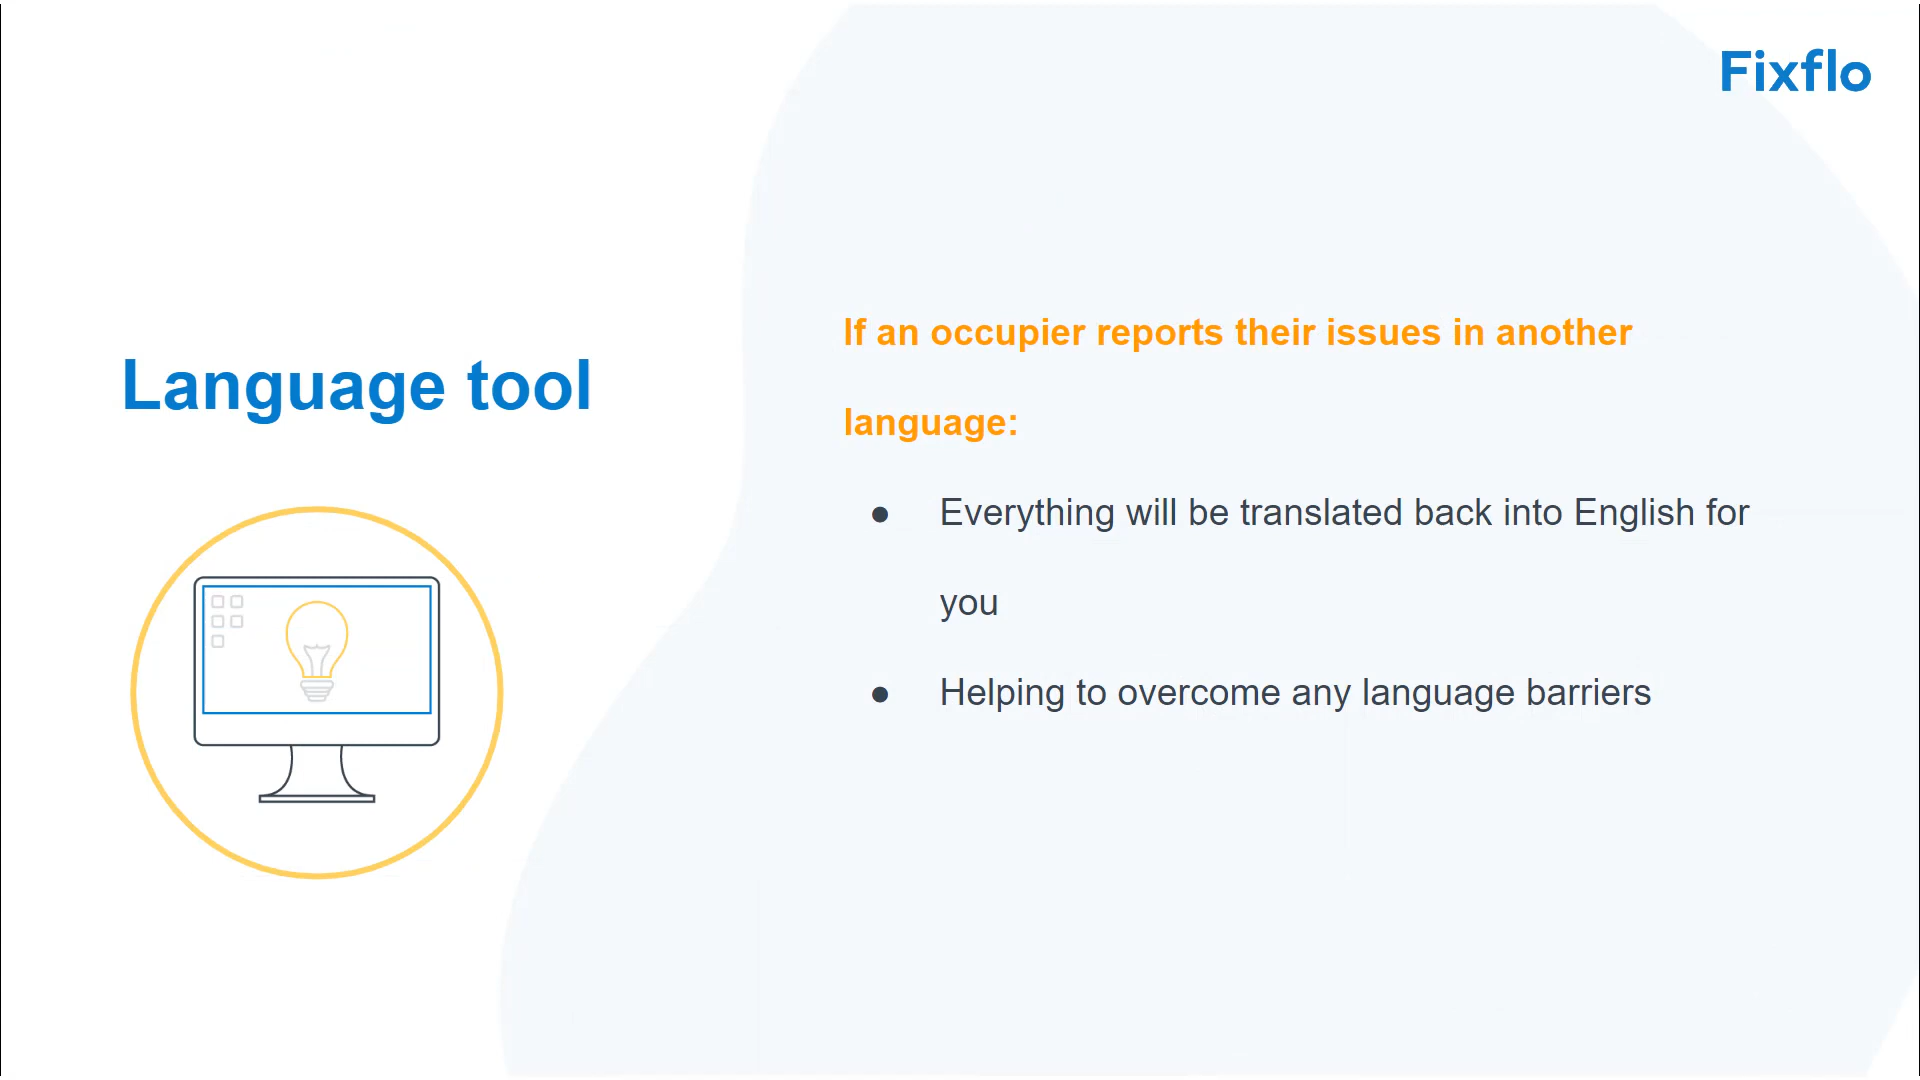 Fixflo
Language tool
If an occupier reports their issues in another
language:
● Everything will be translated back into English for
you
● Helping to overcome any language barriers